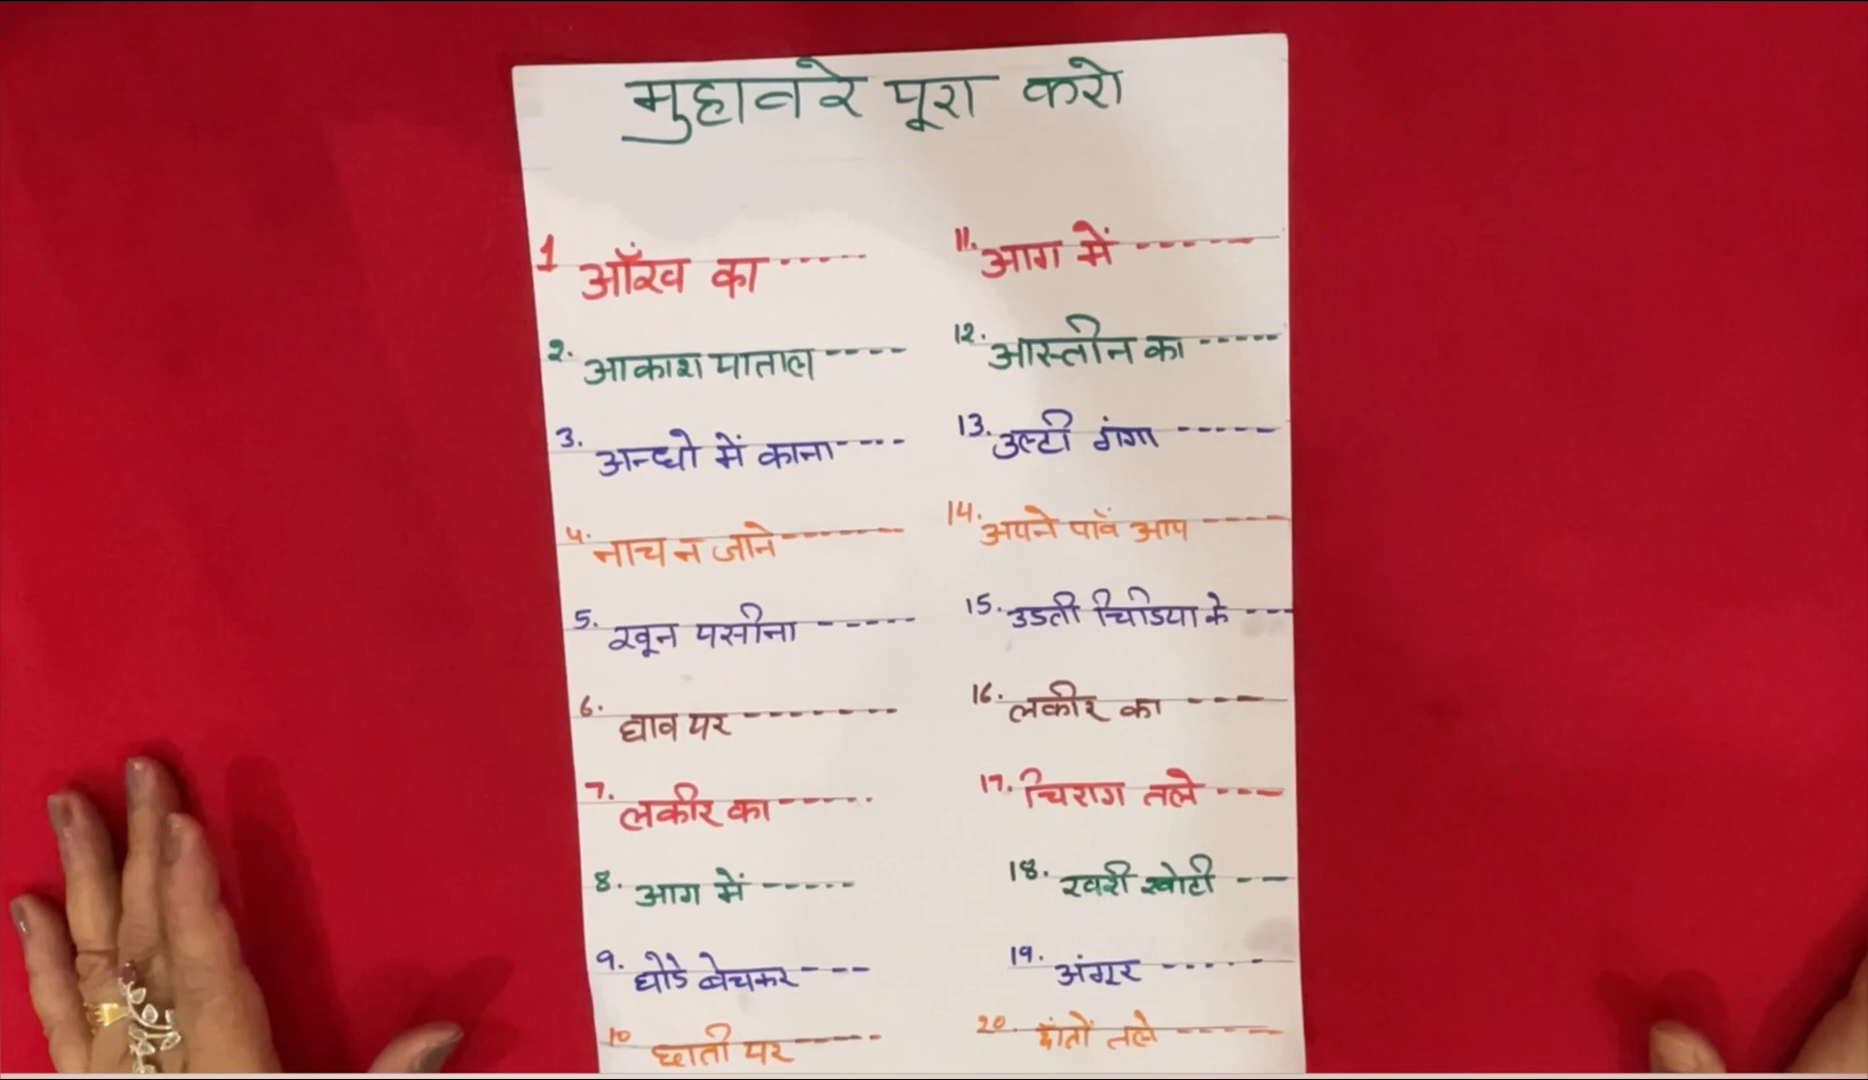 मुहावरे पूरा करो
1 आँख का -----
2. आकाश पाताल ----
3. अन्धो में काना ----
4. नाच न जाने -------
5. खून पसीना -----
6. घाव पर --------
7. लकीर का ------
8. आग में -----
9. घोडे बेचकर ---
10 छाती पर -----
11. आग में ------
12. आस्तीन का -----
13. उल्टी गंगा -----
14. अपने पाँव आप ----
15. उडती चिडिया के ---
16. लकीर का ---
17. चिराग तले ---
18. खरी खोटी --
19. अंगूर -----
20. दांतों तले -----